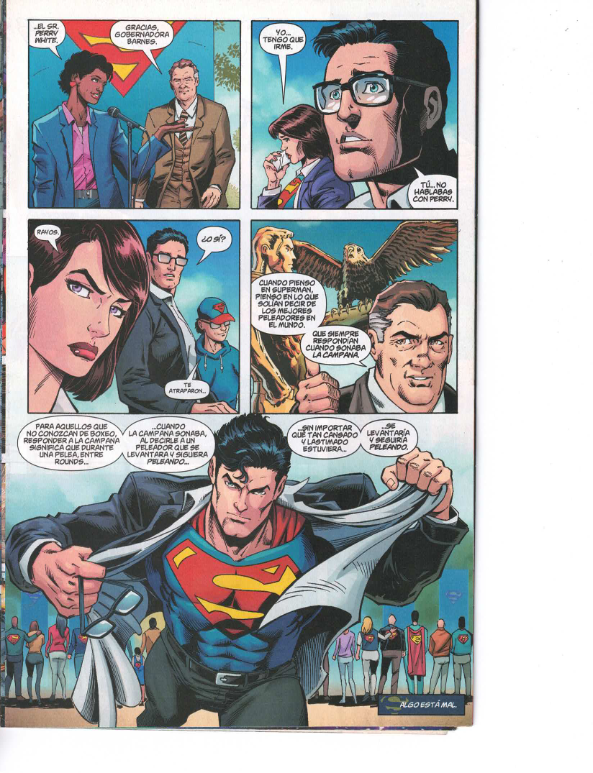 ...EL SR.
PERRY
WHITE.
GRACIAS,
GOBERNADORA
BARNES.
YO...
TENGO QUE
IRME.
TÚ... NO
HABLABAS
CON PERRY.
RAYOS.
¿LO SÉ?
TE
ATRAPARON...
CUANDO PIENSO
EN SUPERMAN,
PIENSO EN LO QUE
SOLÍAN DECIR DE
LOS MEJORES
PELEADORES EN
EL MUNDO.
QUE SIEMPRE
RESPONDÍAN
CUANDO SONABA
LA CAMPANA.
PARA AQUELLOS QUE
NO CONOZCAN DE BOXEO,
RESPONDER A LA CAMPANA
SIGNIFICA QUE DURANTE
UNA PELEA, ENTRE
ROUNDS...
...CUANDO
LA CAMPANA SONABA,
AL DECIRLE A UN
PELEADOR QUE SE
LEVANTARA Y SIGUIERA
PELEANDO...
...SIN IMPORTAR
QUE TAN CANSADO
Y LASTIMADO
ESTUVIERA...
...SE
LEVANTARÍA
Y SEGUIRÍA
PELEANDO.
ALGO ESTÁ MAL.